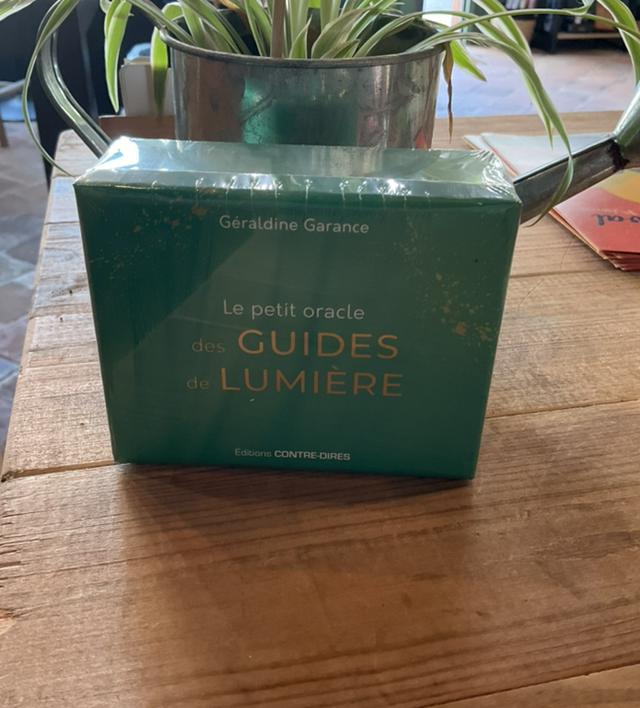 Géraldine Garance
Le petit oracle
des GUIDES
de LUMIÈRE
Éditions CONTRE-DIRES